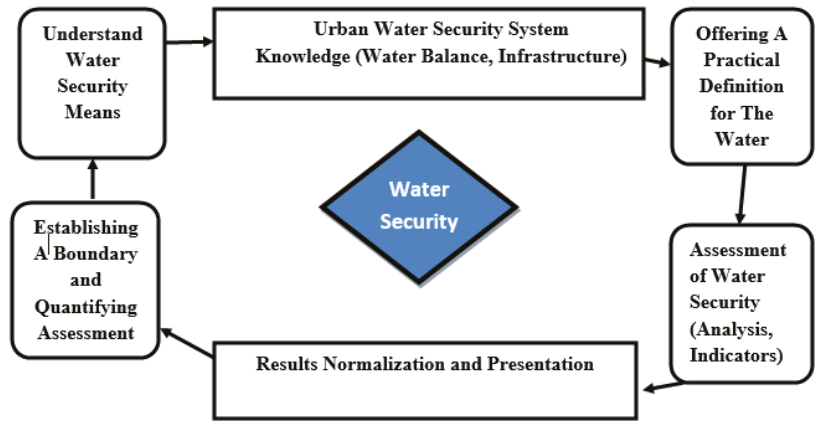 Understand
Water
Security
Means
Urban Water Security System
Knowledge (Water Balance, Infrastructure)
Offering A
Practical
Definition
for The
Water
Water
Security
Establishing
A Boundary
and
Quantifying
Assessment
Assessment
of Water
Security
(Analysis,
Indicators)
Results Normalization and Presentation